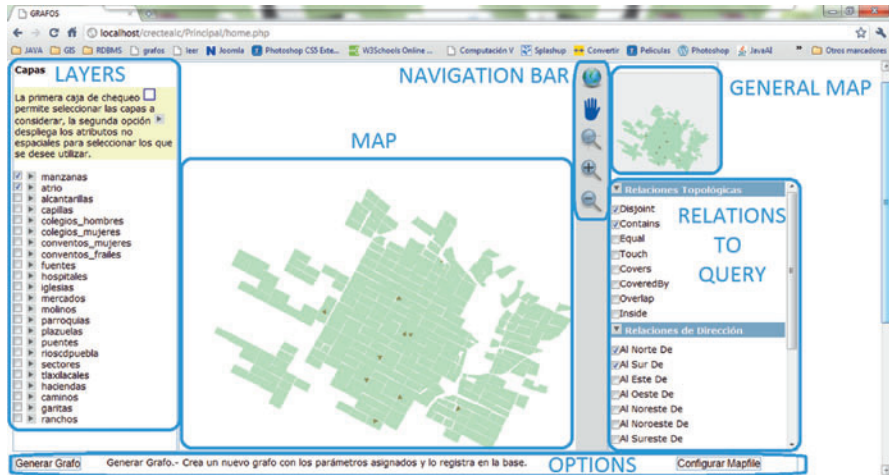 GRAFOS
localhost/crectealc/Principal/home.php
JAVA GIS RDBMS grafos leer Joomla Photoshop CS5 Exte... W3Schools Online ... Computación V Splashup Convertir Peliculas Photoshop JavaAI » Otros marcadores
Capas LAYERS
NAVIGATION BAR
GENERAL MAP
La primera caja de chequeo
permite seleccionar las capas a
considerar, la segunda opción
despliega los atributos no
espaciales para seleccionar los que
se desee utilizar.
MAP
manzanas
atrio
alcantarillas
capillas
colegios_hombres
colegios_mujeres
conventos_mujeres
conventos_frailes
fuentes
hospitales
iglesias
mercados
molinos
parroquias
plazuelas
puentes
rioscdpuebla
sectores
tlaxilacales
haciendas
caminos
garitas
ranchos
Relaciones Topológicas
Disjoint
Contains
Equal
Touch
Covers
CoveredBy
Overlap
Inside
RELATIONS
TO
QUERY
Relaciones de Dirección
Al Norte De
Al Sur De
Al Este De
Al Oeste De
Al Noreste De
Al Noroeste De
Al Sureste De
Generar Grafo Generar Grafo.- Crea un nuevo grafo con los parámetros asignados y lo registra en la base. OPTIONS Configurar Mapfile